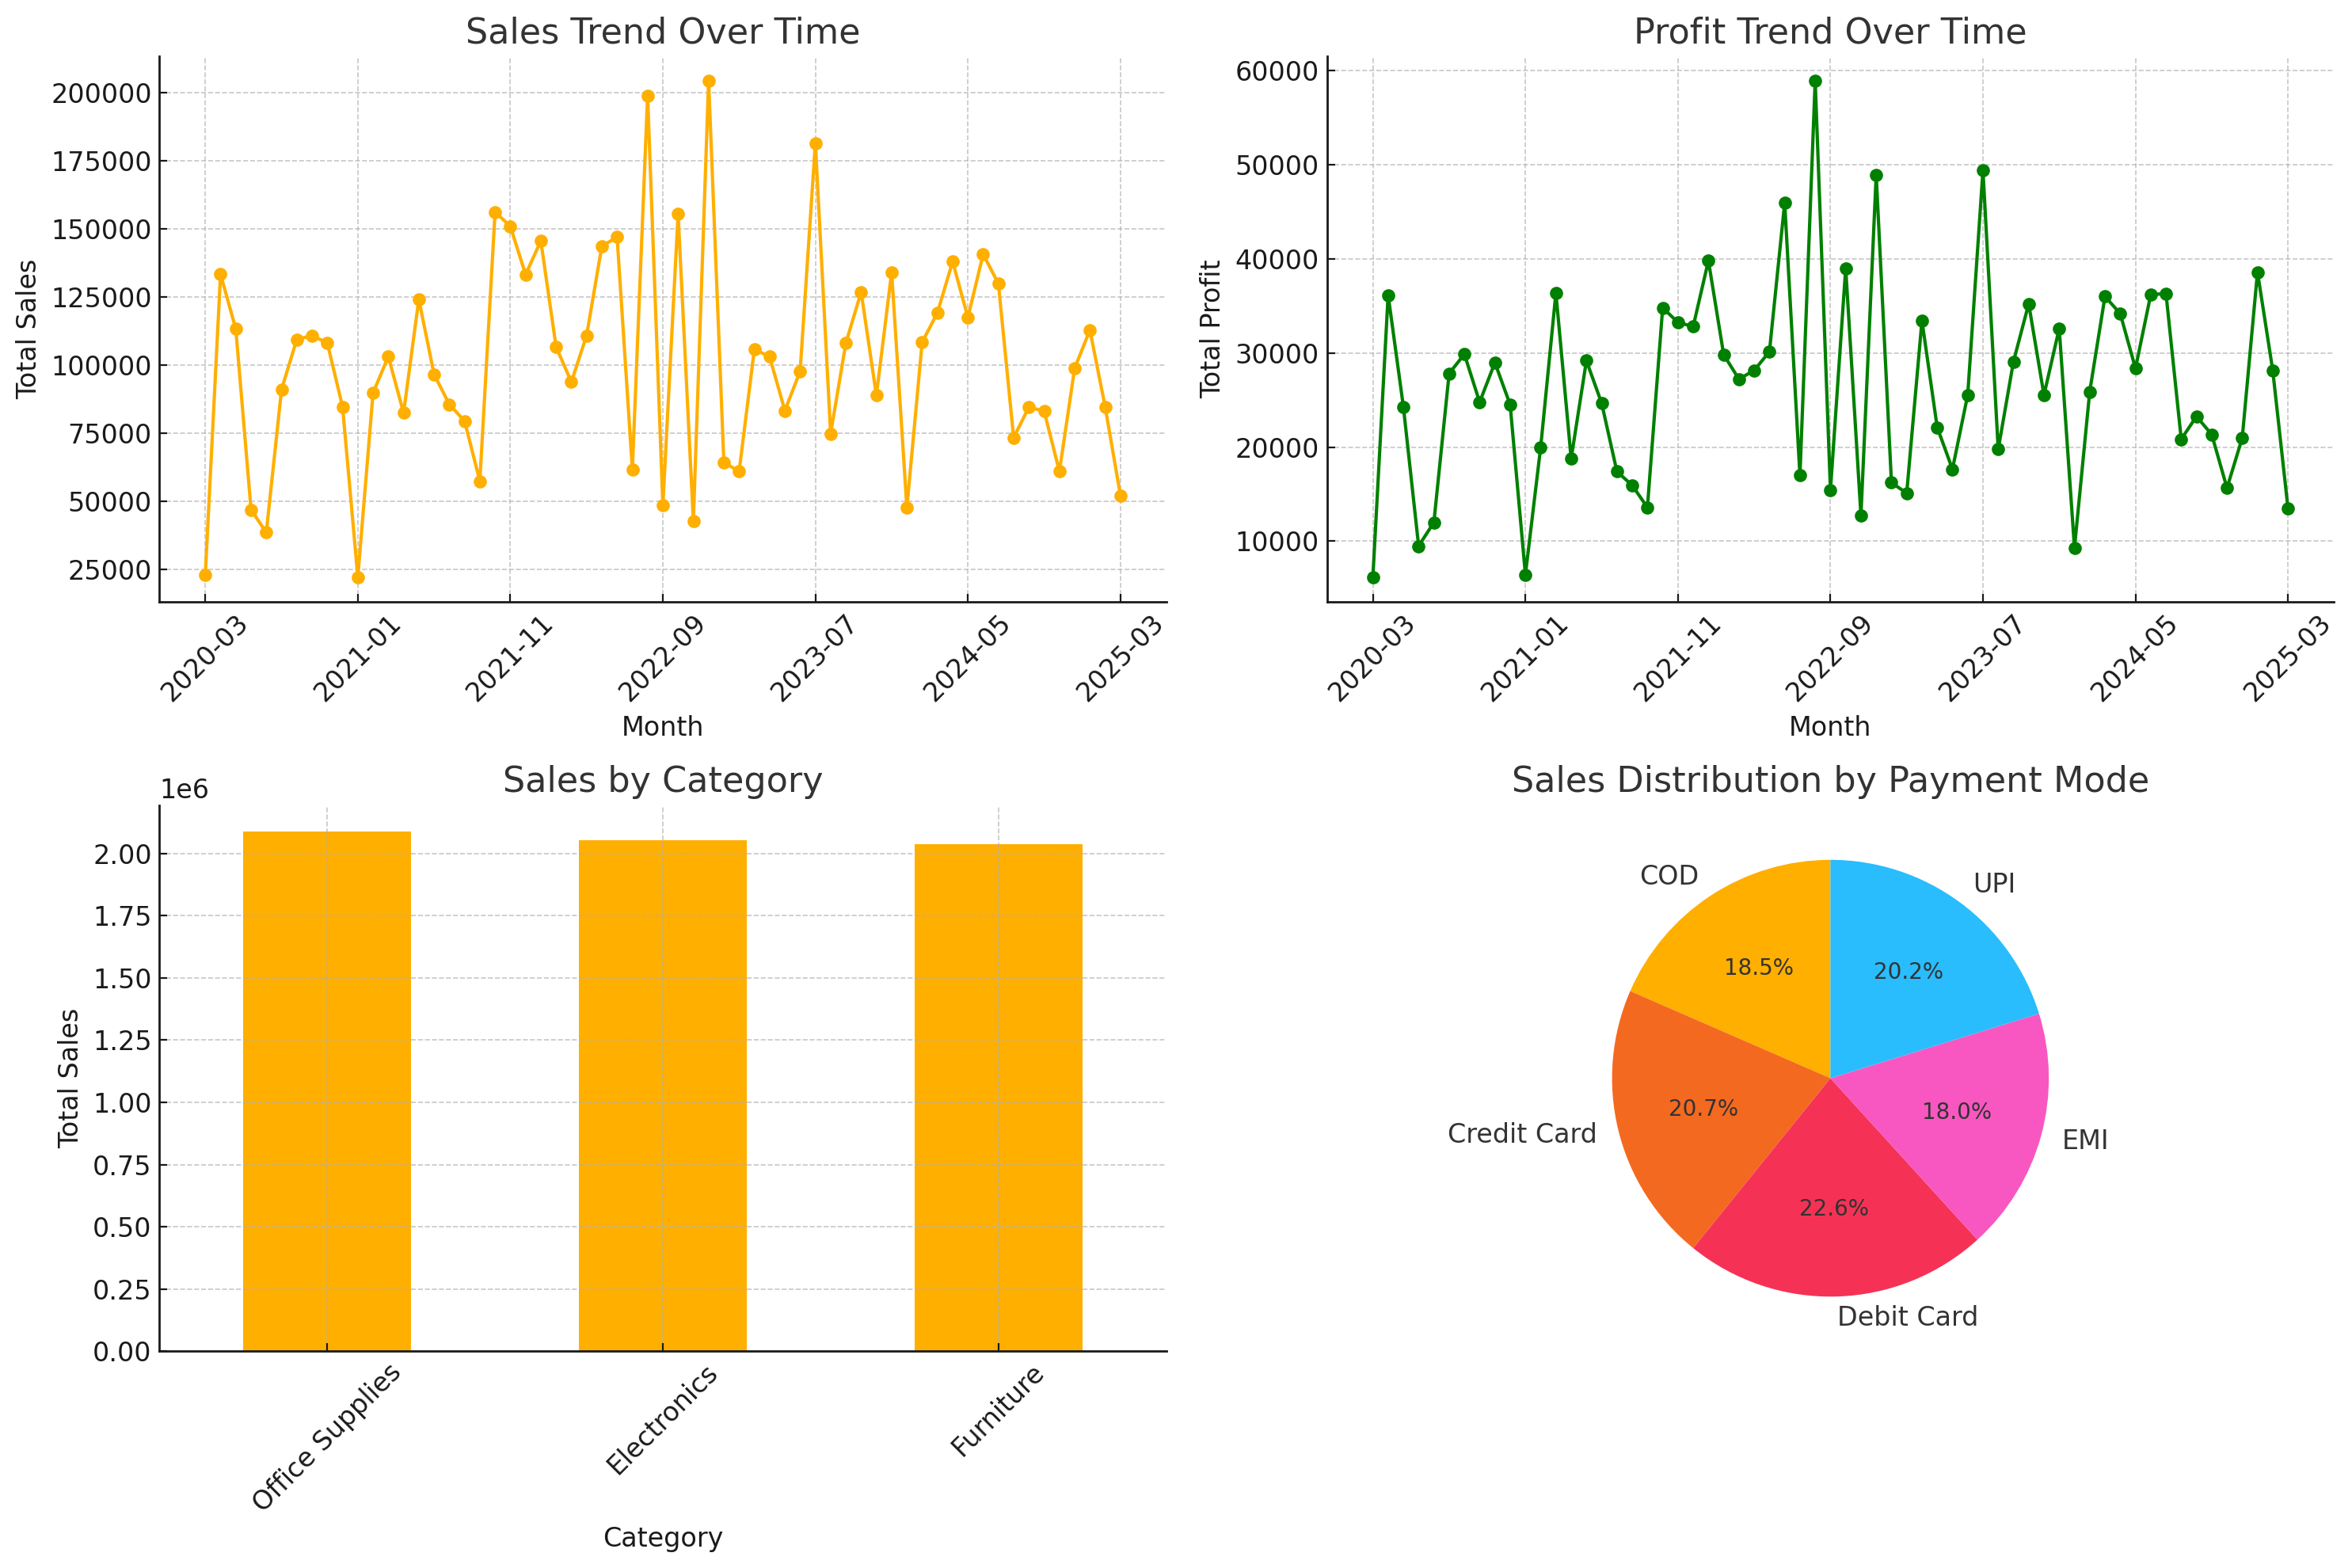 Sales Trend Over Time
Total Sales
200000
175000
150000
125000
100000
75000
50000
25000
2020-03
2021-01
2021-11
2022-09
2023-07
2024-05
2025-03
Month
Profit Trend Over Time
Total Profit
60000
50000
40000
30000
20000
10000
2020-03
2021-01
2021-11
2022-09
2023-07
2024-05
2025-03
Month
Sales by Category
1e6
Total Sales
2.00
1.75
1.50
1.25
1.00
0.75
0.50
0.25
0.00
Office Supplies
Electronics
Furniture
Category
Sales Distribution by Payment Mode
COD
UPI
18.5%
20.2%
20.7%
18.0%
Credit Card
EMI
22.6%
Debit Card